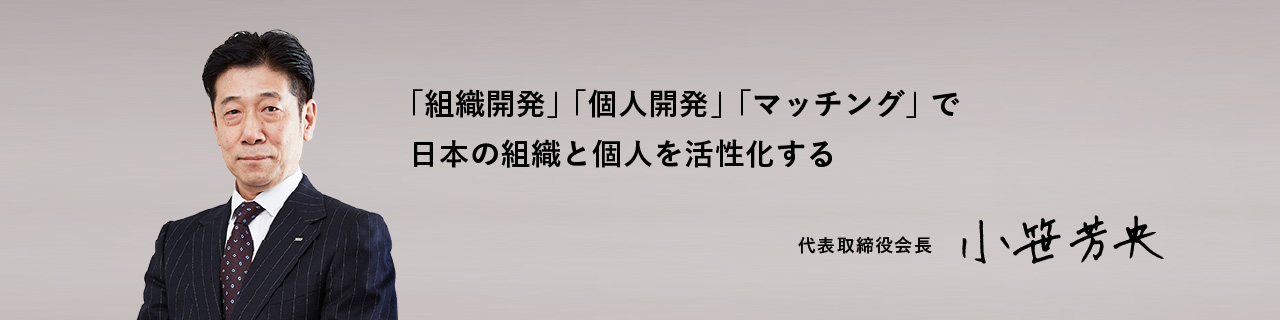 「組織開発」「個人開発」「マッチング」で
日本の組織と個人を活性化する
代表取締役会長 小笹芳央